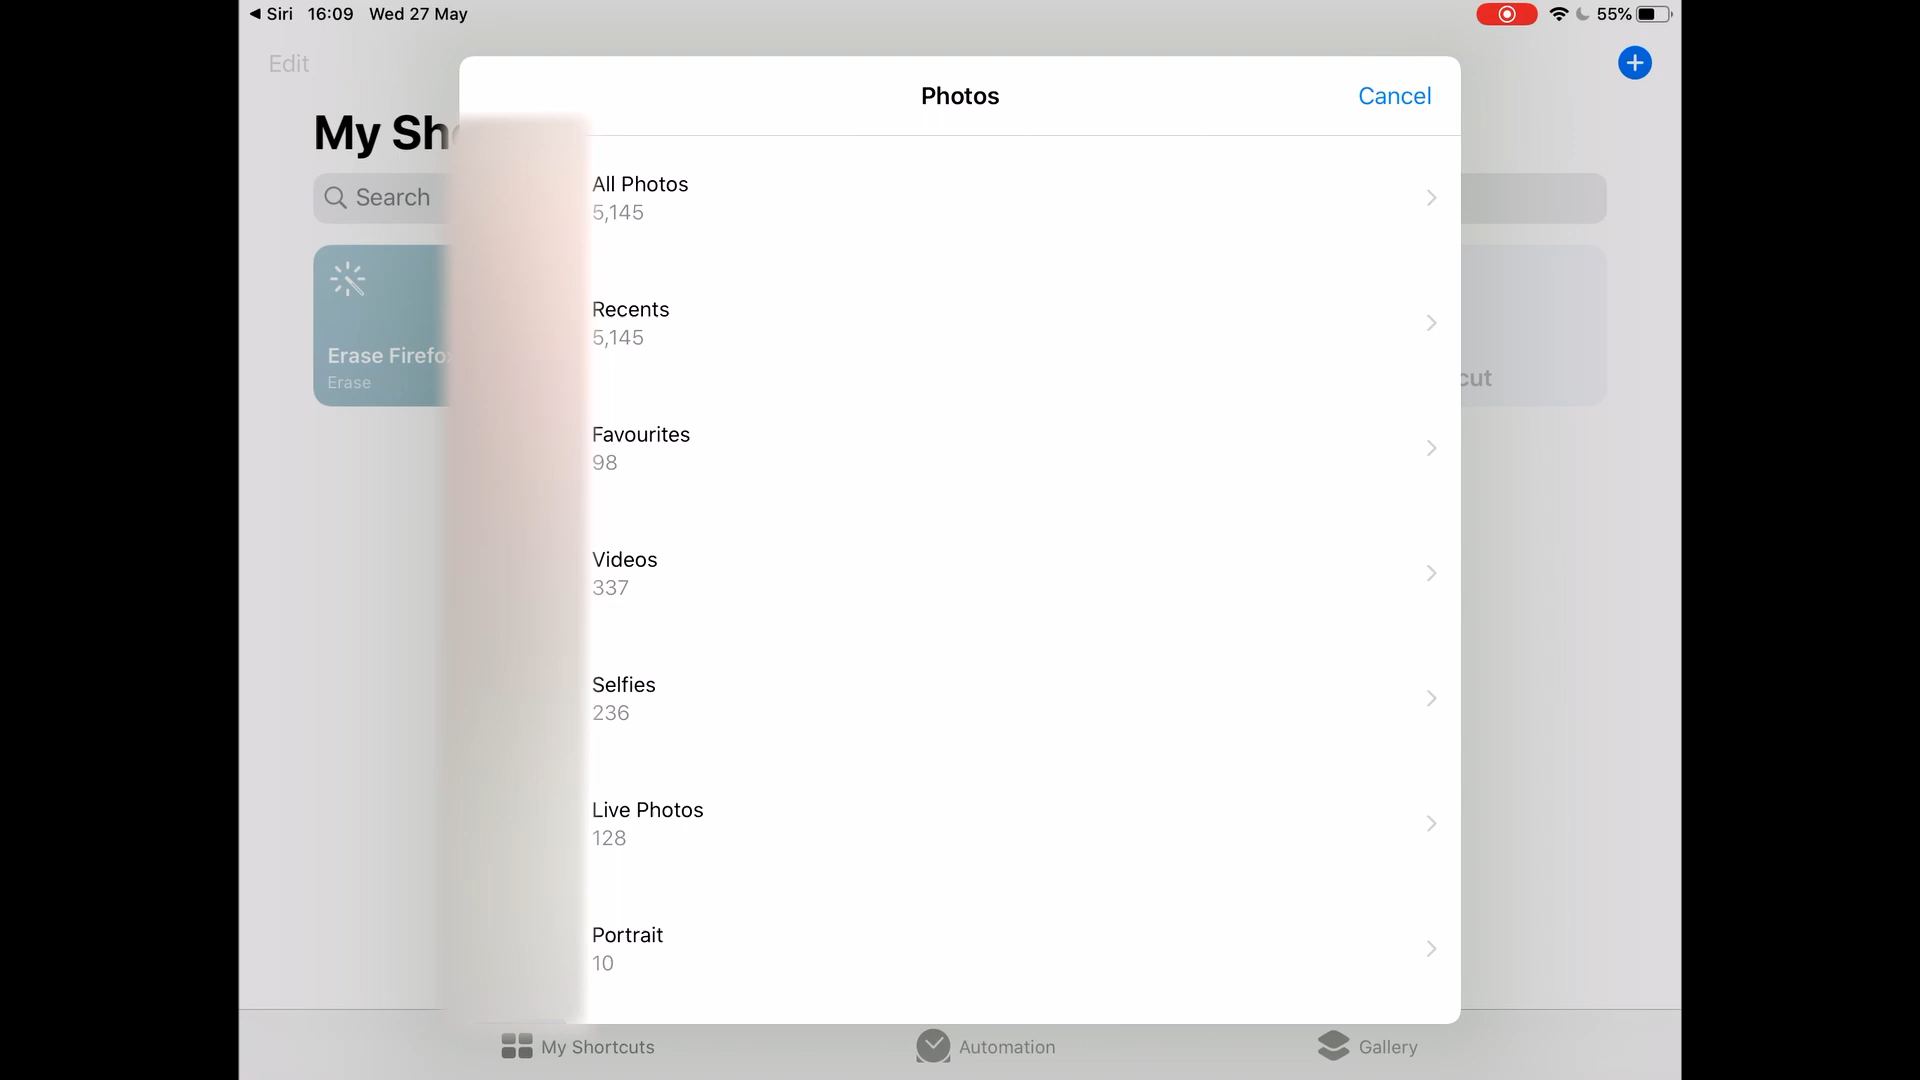 Siri 16:09 Wed 27 May
55%
Edit
Photos
Cancel
My Sh
Search
All Photos
5,145
Recents
5,145
Erase Firefo
Erase
cut
Favourites
98
Videos
337
Selfies
236
Live Photos
128
Portrait
10
My Shortcuts
Automation
Gallery